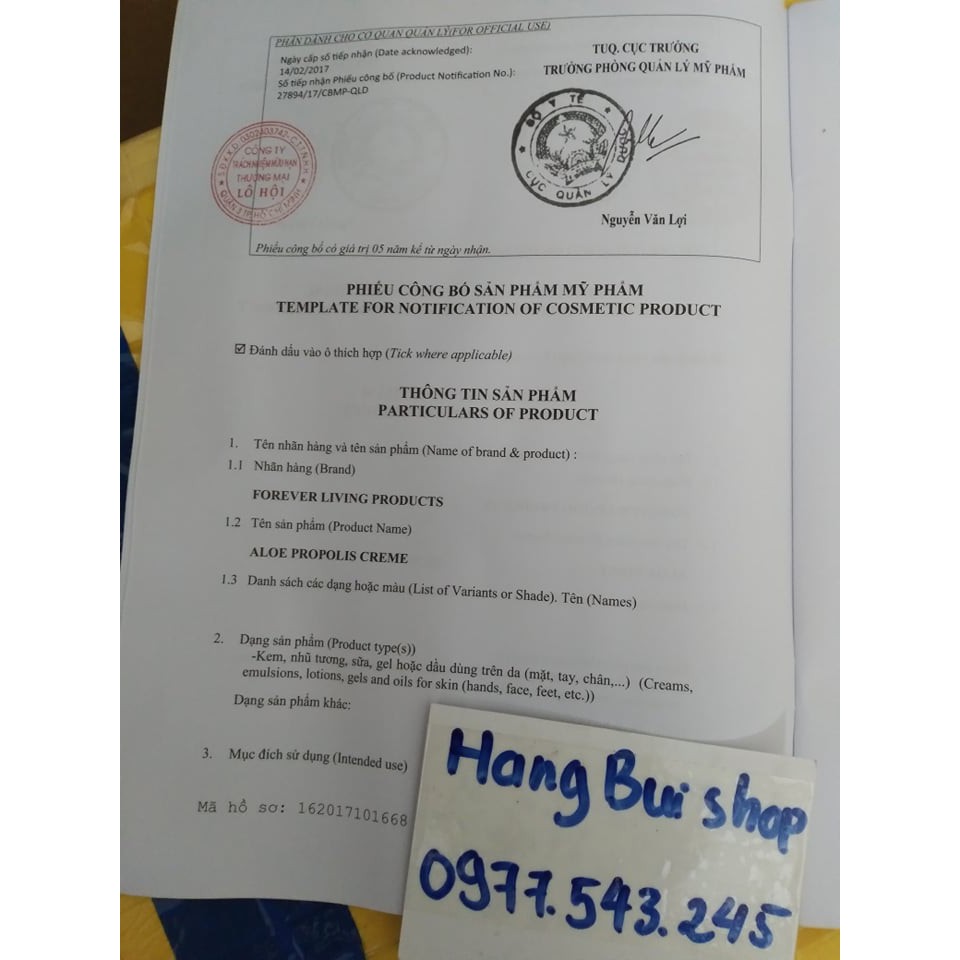 PHẦN DÀNH CHO CƠ QUAN QUẢN LÝ(FOR OFFICIAL USE)
Ngày cấp số tiếp nhận (Date acknowledged):
14/02/2017
Số tiếp nhận Phiếu công bố (Product Notification No.):
27894/17/CBMP-QLD
TUQ. CỤC TRƯỞNG
TRƯỞNG PHÒNG QUẢN LÝ MỸ PHẨM
BỘ Y TẾ
CỤC QUẢN LÝ DƯỢC
CÔNG TY
TRÁCH NHIỆM HỮU HẠN
THƯƠNG MẠI
LÔ HỘI
Nguyễn Văn Lợi
Phiếu công bố có giá trị 05 năm kể từ ngày nhận.
PHIẾU CÔNG BỐ SẢN PHẨM MỸ PHẨM
TEMPLATE FOR NOTIFICATION OF COSMETIC PRODUCT
☑ Đánh dấu vào ô thích hợp (Tick where applicable)
THÔNG TIN SẢN PHẨM
PARTICULARS OF PRODUCT
1. Tên nhãn hàng và tên sản phẩm (Name of brand & product) :
1.1 Nhãn hàng (Brand)
FOREVER LIVING PRODUCTS
1.2 Tên sản phẩm (Product Name)
ALOE PROPOLIS CREME
1.3 Danh sách các dạng hoặc màu (List of Variants or Shade). Tên (Names)
2. Dạng sản phẩm (Product type(s))
-Kem, nhũ tương, sữa, gel hoặc dầu dùng trên da (mặt, tay, chân,...) (Creams,
emulsions, lotions, gels and oils for skin (hands, face, feet, etc.))
Dạng sản phẩm khác:
3. Mục đích sử dụng (Intended use)
Mã hồ sơ: 162017101668
Hang Bui shop
0977.543.245